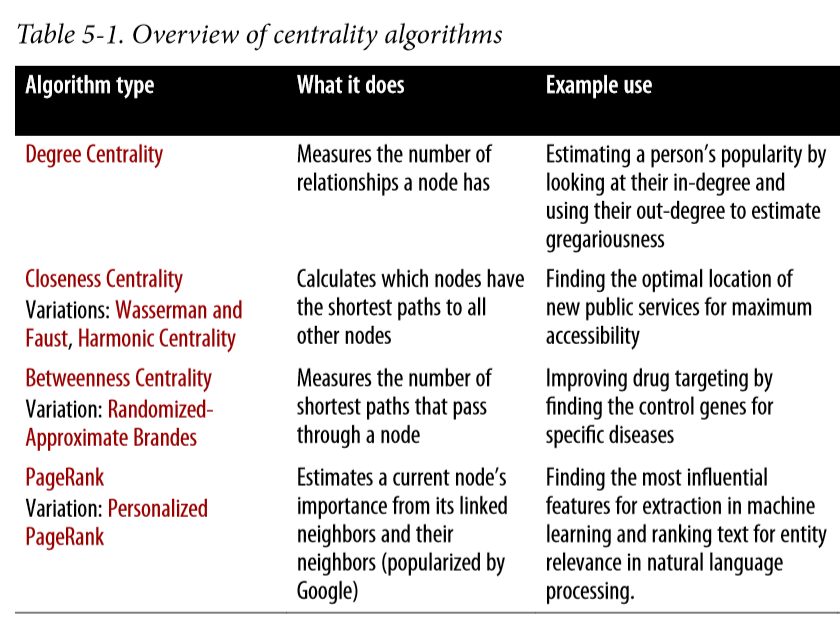 Table 5-1. Overview of centrality algorithms
Algorithm type
What it does
Example use
Degree Centrality
Measures the number of
relationships a node has
Estimating a person’s popularity by
looking at their in-degree and
using their out-degree to estimate
gregariousness
Closeness Centrality
Variations: Wasserman and
Faust, Harmonic Centrality
Calculates which nodes have
the shortest paths to all
other nodes
Finding the optimal location of
new public services for maximum
accessibility
Betweenness Centrality
Variation: Randomized-
Approximate Brandes
Measures the number of
shortest paths that pass
through a node
Improving drug targeting by
finding the control genes for
specific diseases
PageRank
Variation: Personalized
PageRank
Estimates a current node’s
importance from its linked
neighbors and their
neighbors (popularized by
Google)
Finding the most influential
features for extraction in machine
learning and ranking text for entity
relevance in natural language
processing.